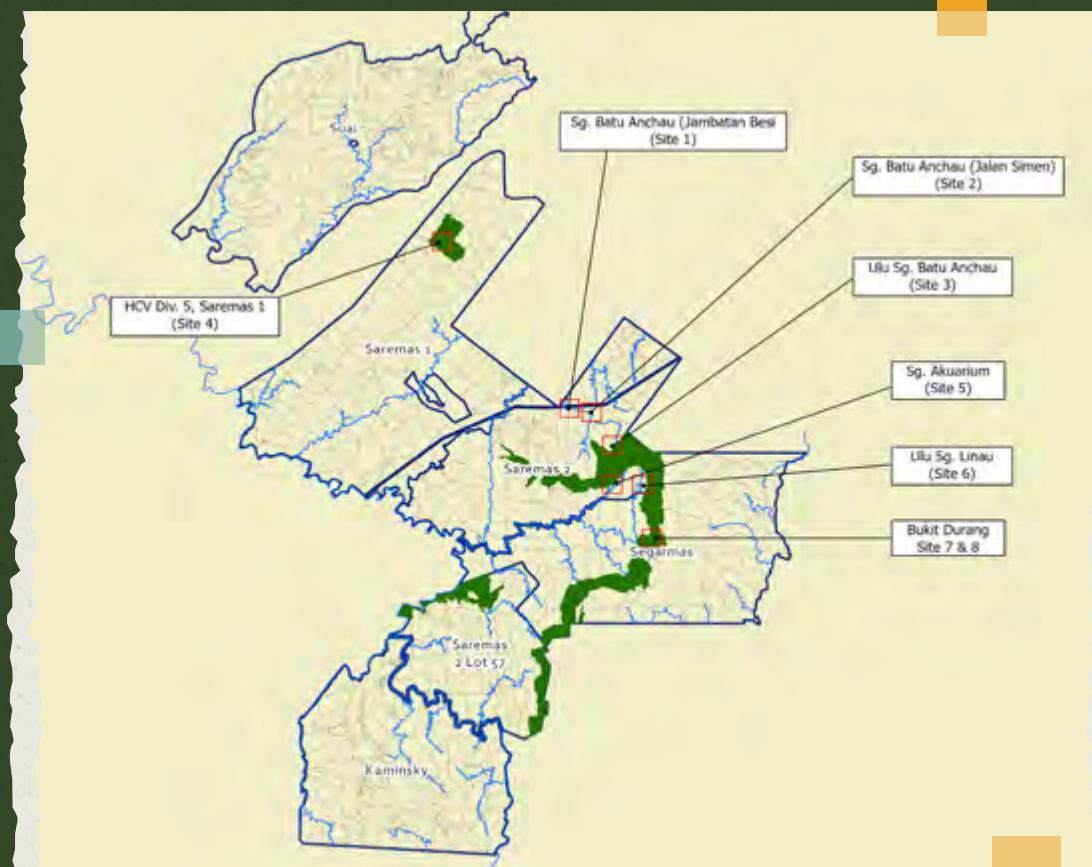 Suai
Sg. Batu Anchau (Jambatan Besi
(Site 1)
Sg. Batu Anchau (Jalan Simen)
(Site 2)
Ulu Sg. Batu Anchau
(Site 3)
HCV Div. 5, Saremas 1
(Site 4)
Saremas 1
Sg. Akuarium
(Site 5)
Saremas 2
Ulu Sg. Linau
(Site 6)
Bukit Durang
Site 7 & 8
Segarmas
Saremas
2 Lot 57
Kaminsky